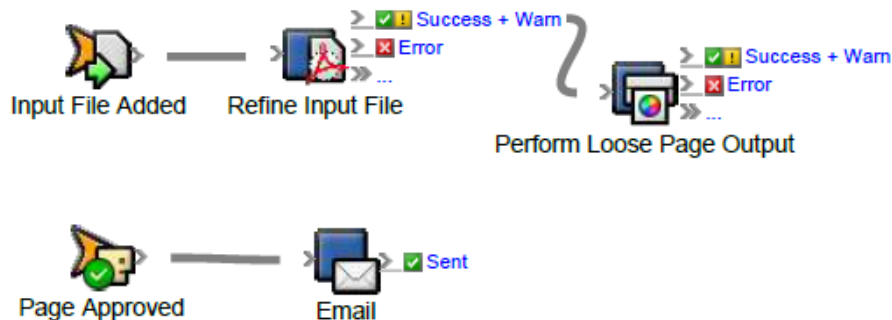 Success + Warn
Error
...
Input File Added
Refine Input File
Success + Warn
Error
...
Perform Loose Page Output
Sent
Page Approved
Email